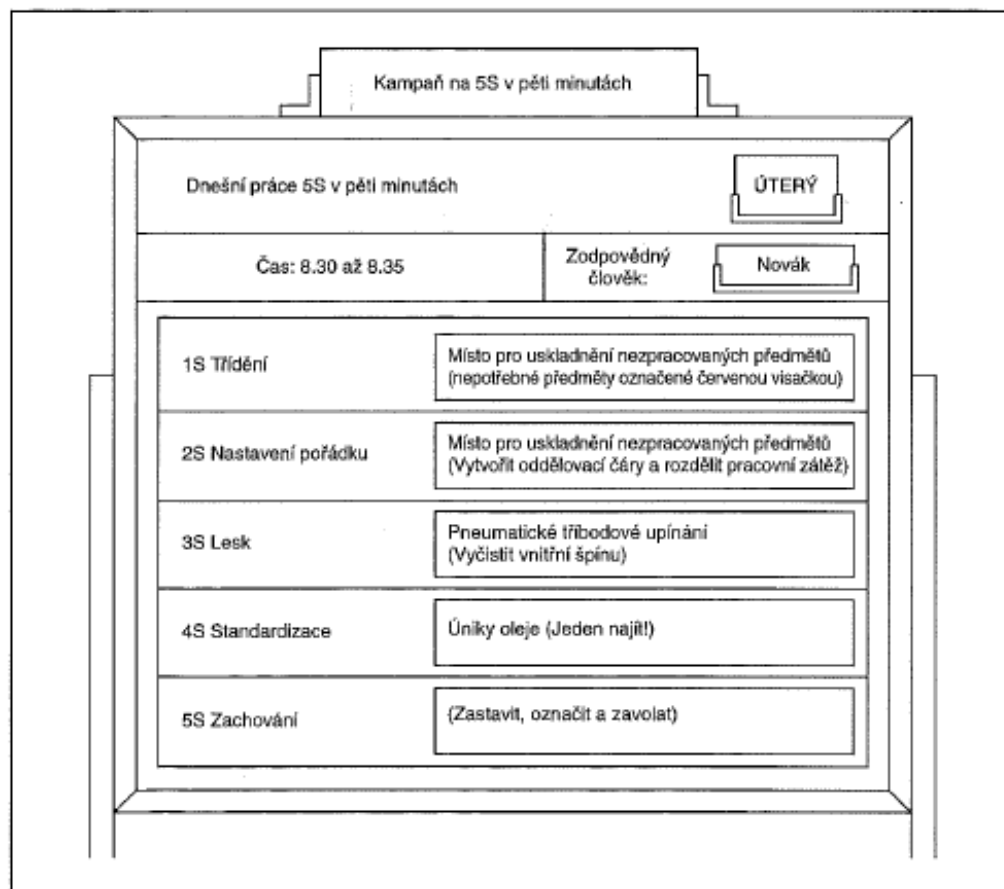 Kampaň na 5S v pěti minutách
Dnešní práce 5S v pěti minutách
ÚTERÝ
Čas: 8.30 až 8.35
Zodpovědný
člověk:
Novák
1S Třídění
Místo pro uskladnění nezpracovaných předmětů
(nepotřebné předměty označené červenou visačkou)
2S Nastavení pořádku
Místo pro uskladnění nezpracovaných předmětů
(Vytvořit oddělovací čáry a rozdělit pracovní zátěž)
3S Lesk
Pneumatické tříbodové upínání
(Vyčistit vnitřní špínu)
4S Standardizace
Úniky oleje (Jeden najít!)
5S Zachování
(Zastavit, označit a zavolat)